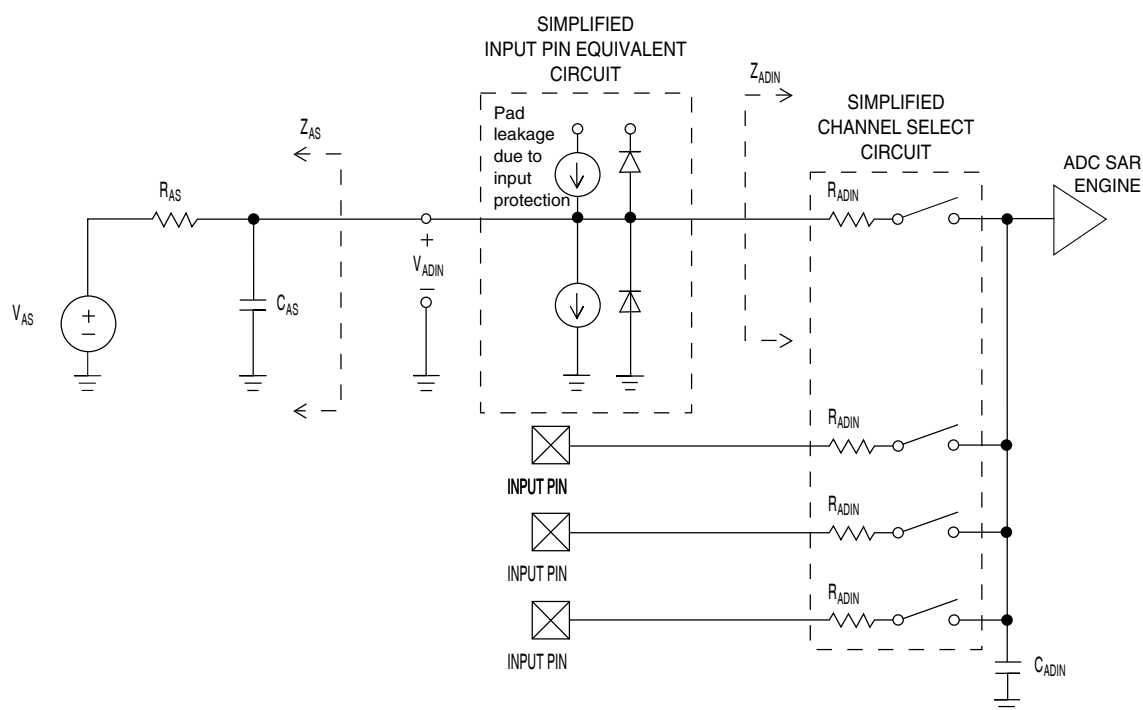 SIMPLIFIED
INPUT PIN EQUIVALENT
CIRCUIT
Z_ADIN
SIMPLIFIED
CHANNEL SELECT
CIRCUIT
Pad
leakage
due to
input
protection
Z_AS
ADC SAR
ENGINE
R_AS
R_ADIN
+
V_ADIN
–
V_AS
+
–
C_AS
R_ADIN
INPUT PIN
R_ADIN
INPUT PIN
R_ADIN
INPUT PIN
C_ADIN